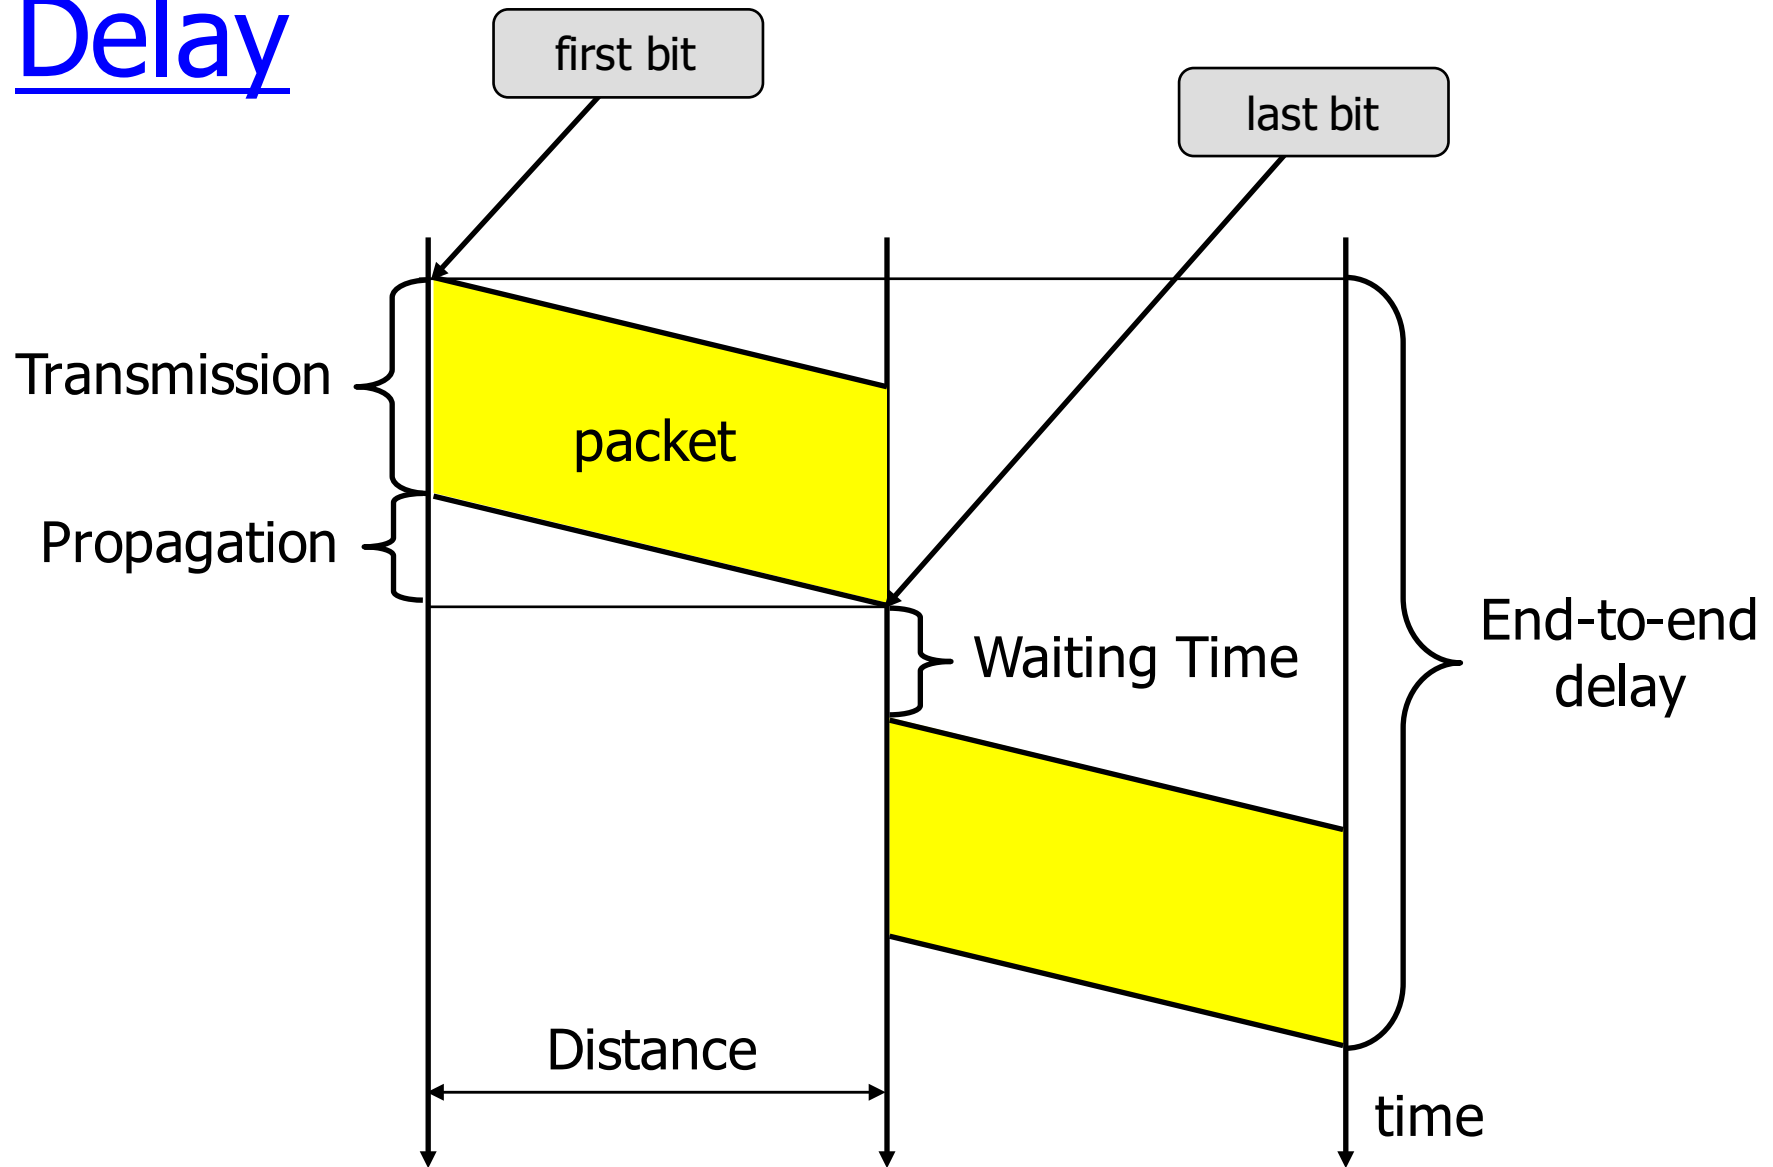 Delay
first bit
last bit
Transmission
packet
Propagation
Waiting Time
End-to-end
delay
Distance
time